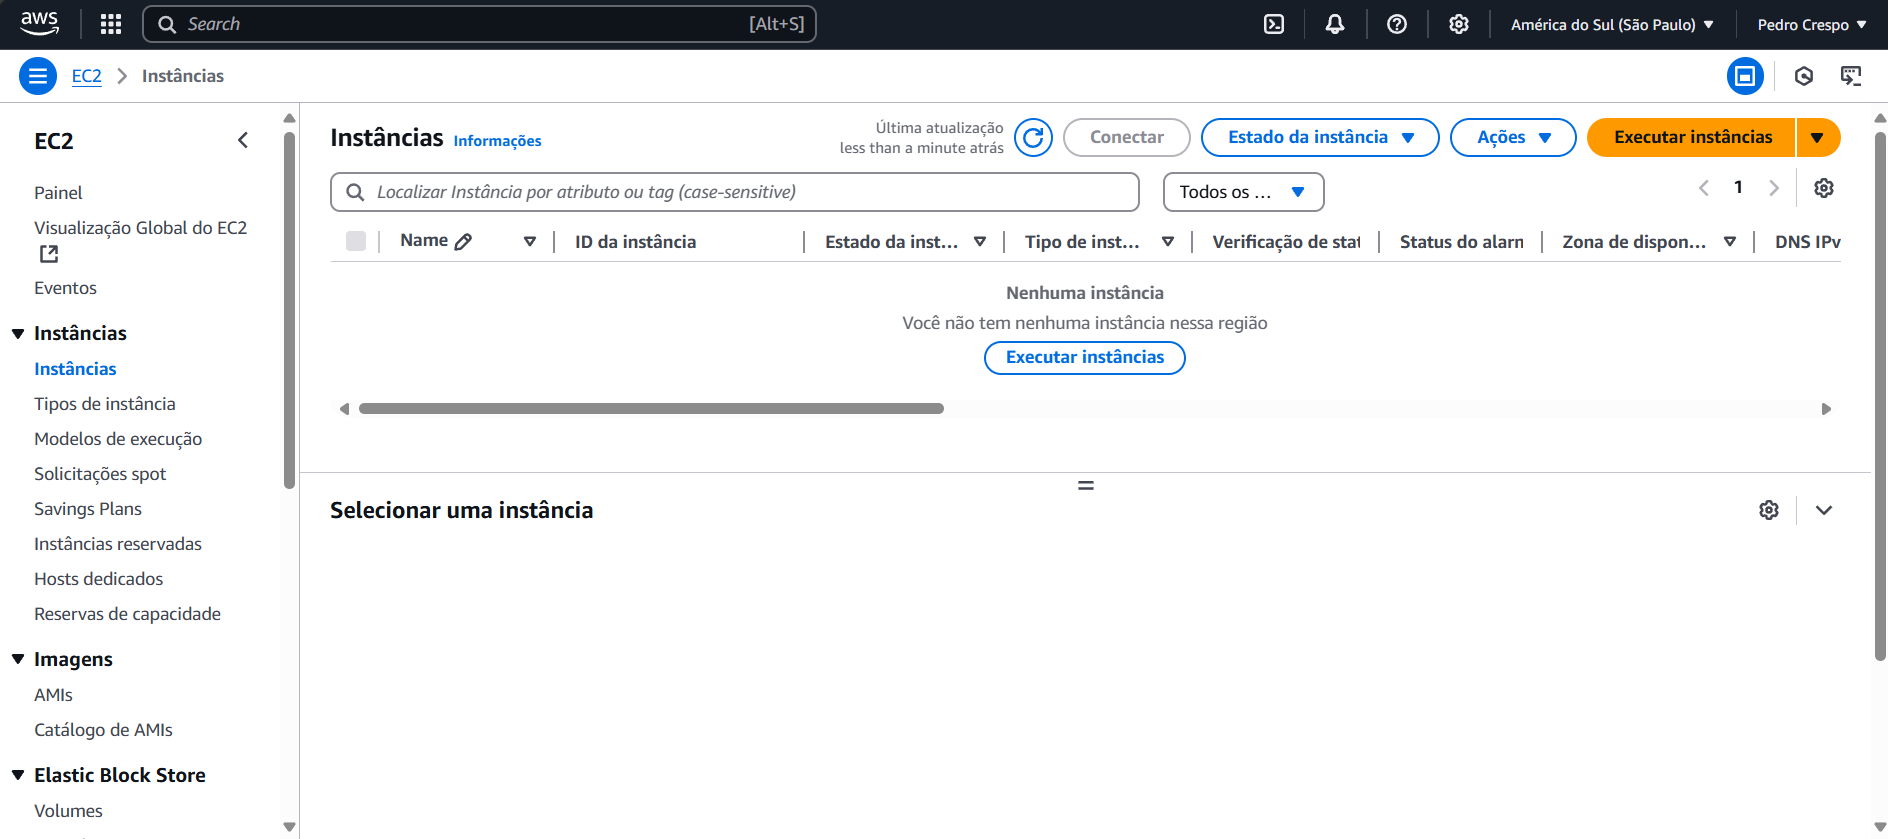 aws
Search
[Alt+S]
América do Sul (São Paulo)
Pedro Crespo
EC2
Instâncias
EC2
Painel
Visualização Global do EC2
Eventos
Instâncias
Instâncias
Tipos de instância
Modelos de execução
Solicitações spot
Savings Plans
Instâncias reservadas
Hosts dedicados
Reservas de capacidade
Imagens
AMIs
Catálogo de AMIs
Elastic Block Store
Volumes
Instâncias Informações
Última atualização
less than a minute atrás
Conectar
Estado da instância
Ações
Executar instâncias
Localizar Instância por atributo ou tag (case-sensitive)
Todos os ...
1
Name
ID da instância
Estado da inst...
Tipo de inst...
Verificação de stat
Status do alarm
Zona de dispon...
DNS IPv
Nenhuma instância
Você não tem nenhuma instância nessa região
Executar instâncias
Selecionar uma instância